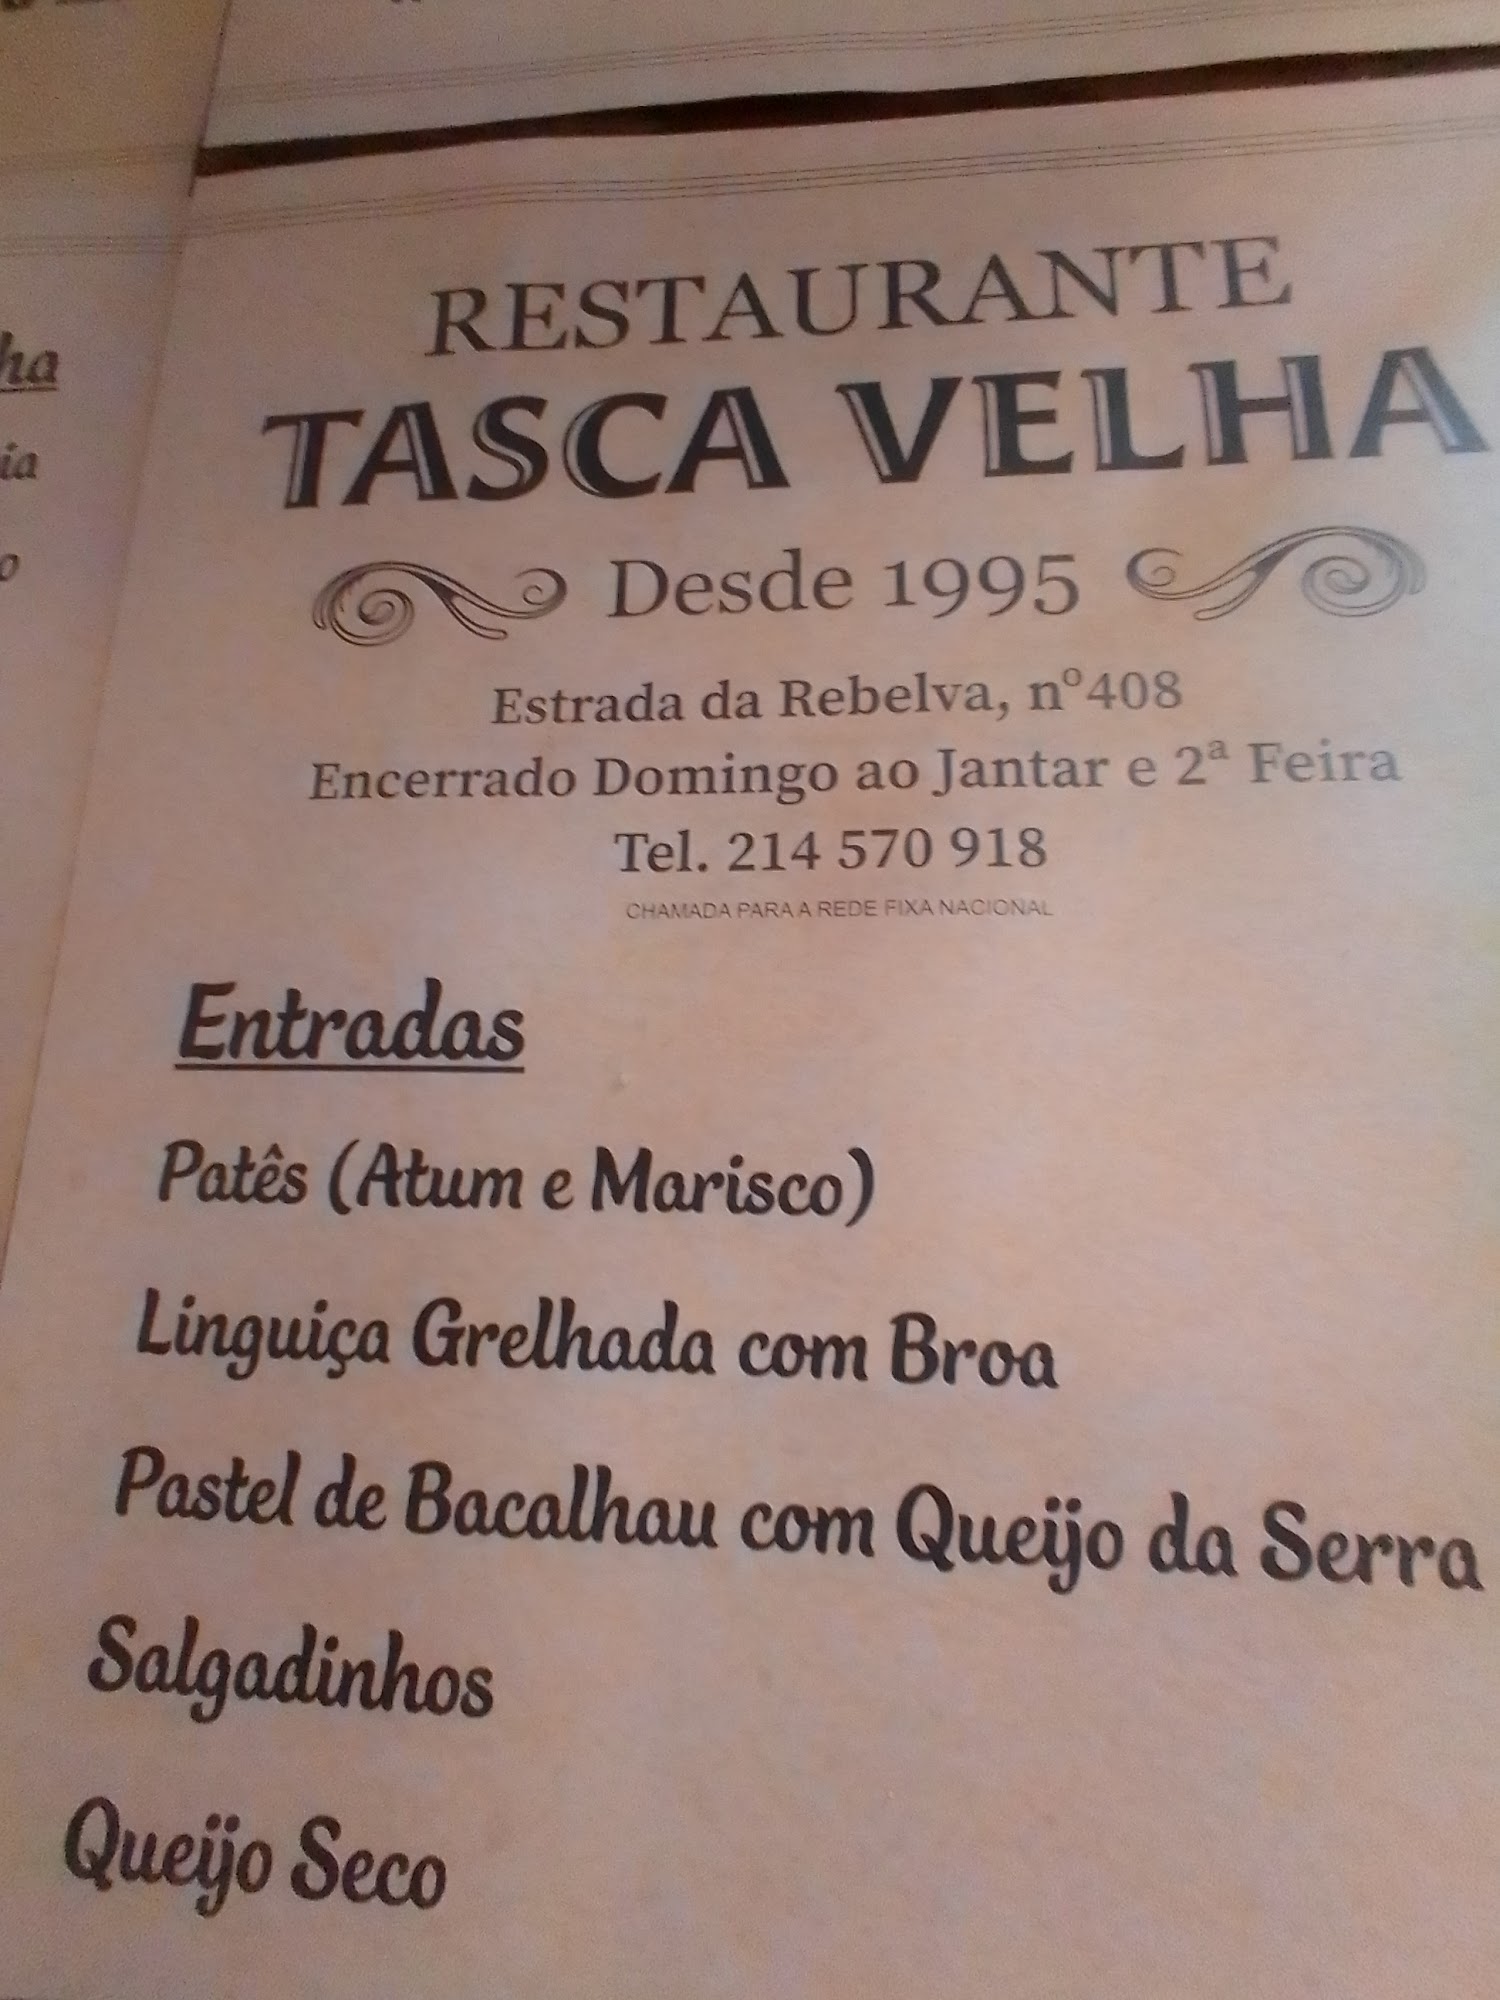 RESTAURANTE
TASCA VELHA
Desde 1995
Estrada da Rebelva, nº408
Encerrado Domingo ao Jantar e 2ª Feira
Tel. 214 570 918
CHAMADA PARA A REDE FIXA NACIONAL
Entradas
Patês (Atum e Marisco)
Linguiça Grelhada com Broa
Pastel de Bacalhau com Queijo da Serra
Salgadinhos
Queijo Seco